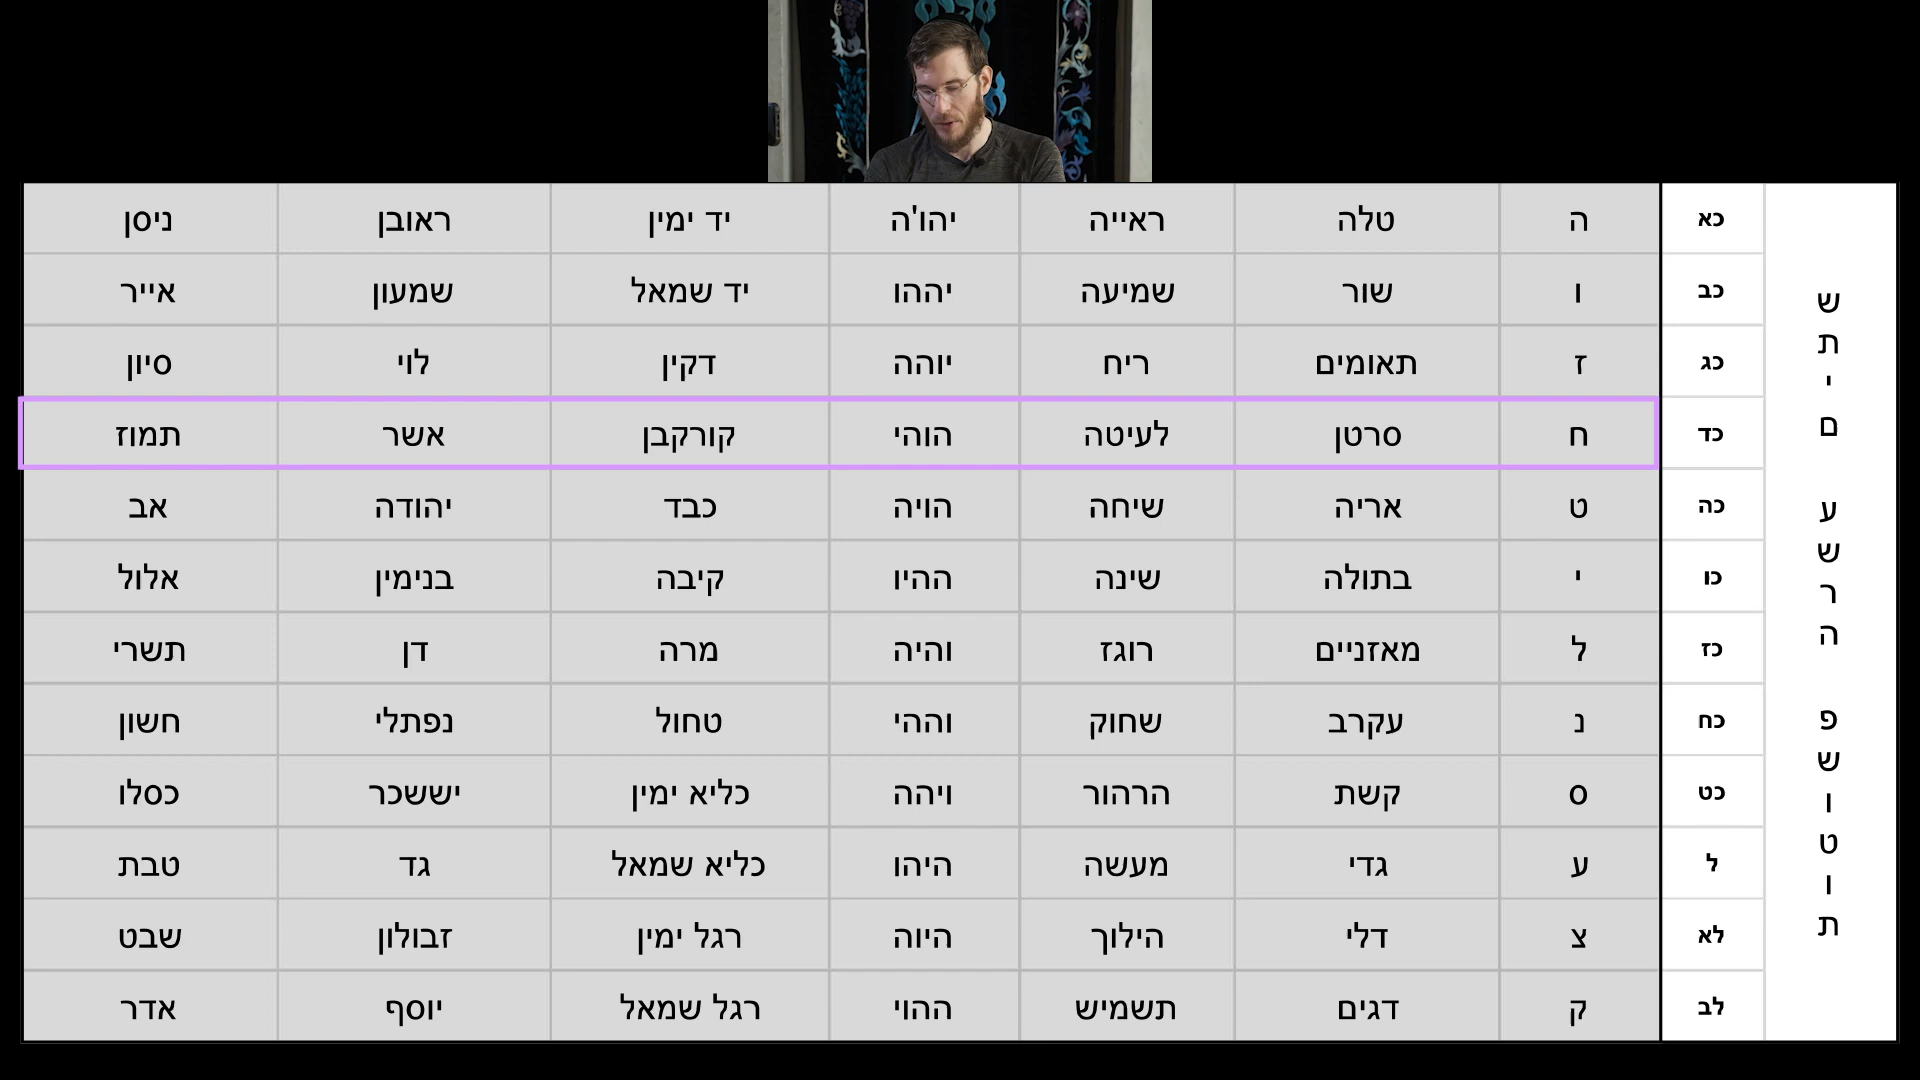 שתים עשרה פשוטות
כא ה טלה ראייה יהו'ה יד ימין ראובן ניסן
כב ו שור שמיעה יההו יד שמאל שמעון אייר
כג ז תאומים ריח יוהה דקין לוי סיון
כד ח סרטן לעיטה הוהי קורקבן אשר תמוז
כה ט אריה שיחה הויה כבד יהודה אב
כו י בתולה שינה ההיו קיבה בנימין אלול
כז ל מאזניים רוגז והיה מרה דן תשרי
כח נ עקרב שחוק וההי טחול נפתלי חשון
כט ס קשת הרהור ויהה כליא ימין יששכר כסלו
ל ע גדי מעשה היהו כליא שמאל גד טבת
לא צ דלי הילוך היוה רגל ימין זבולון שבט
לב ק דגים תשמיש ההוי רגל שמאל יוסף אדר